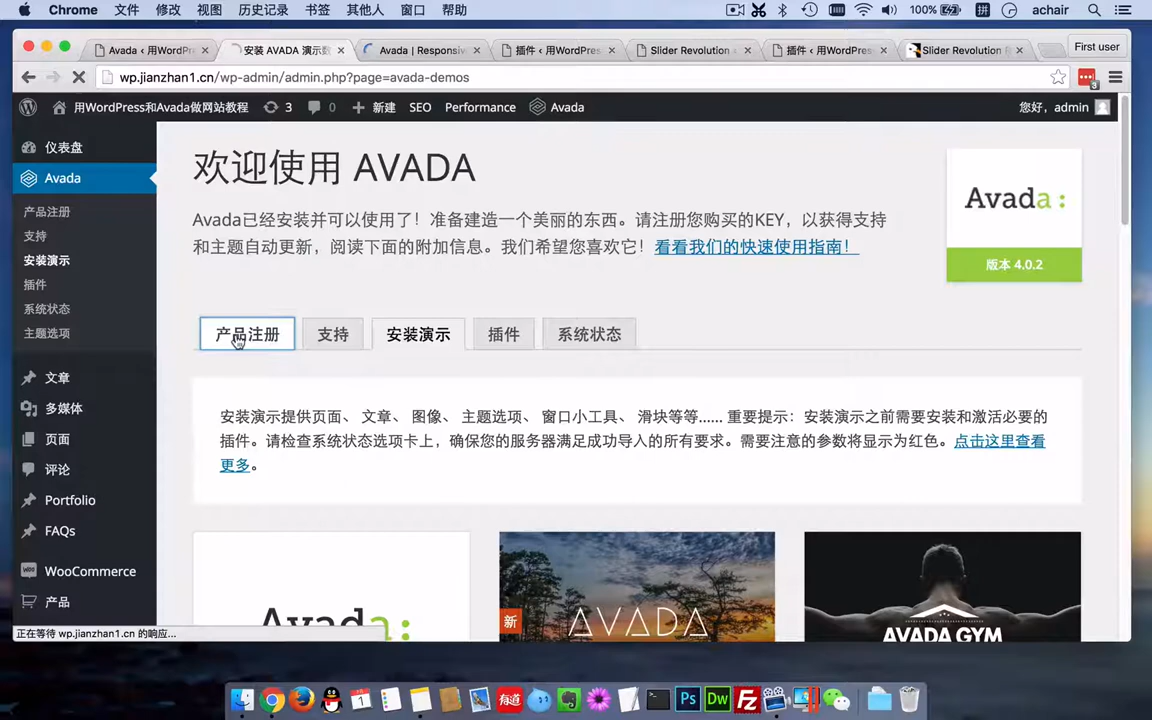 Chrome 文件 修改 视图 历史记录 书签 其他人 窗口 帮助 100% 拼 achair
Avada ‹ 用WordPr 安装 AVADA 演示数 Avada | Responsiv 插件 ‹ 用WordPres Slider Revolution 插件 ‹ 用WordPres Slider Revolution First user
wp.jianzhan1.cn/wp-admin/admin.php?page=avada-demos 3
用WordPress和Avada做网站教程 3 0 新建 SEO Performance Avada 您好，admin
仪表盘
Avada
产品注册
支持
安装演示
插件
系统状态
主题选项
文章
多媒体
页面
评论
Portfolio
FAQs
WooCommerce
产品
欢迎使用 AVADA
Avada已经安装并可以使用了！准备建造一个美丽的东西。请注册您购买的KEY，以获得支持
和主题自动更新，阅读下面的附加信息。我们希望您喜欢它！看看我们的快速使用指南！
Avada:
版本 4.0.2
产品注册 支持 安装演示 插件 系统状态
安装演示提供页面、 文章、 图像、 主题选项、 窗口小工具、 滑块等等...... 重要提示：安装演示之前需要安装和激活必要的
插件。请检查系统状态选项卡上，确保您的服务器满足成功导入的所有要求。需要注意的参数将显示为红色。点击这里查看
更多。
Avada:
新 AVADA
AVADA GYM
正在等待 wp.jianzhan1.cn 的响应...
1 有道 Ps Dw Fz